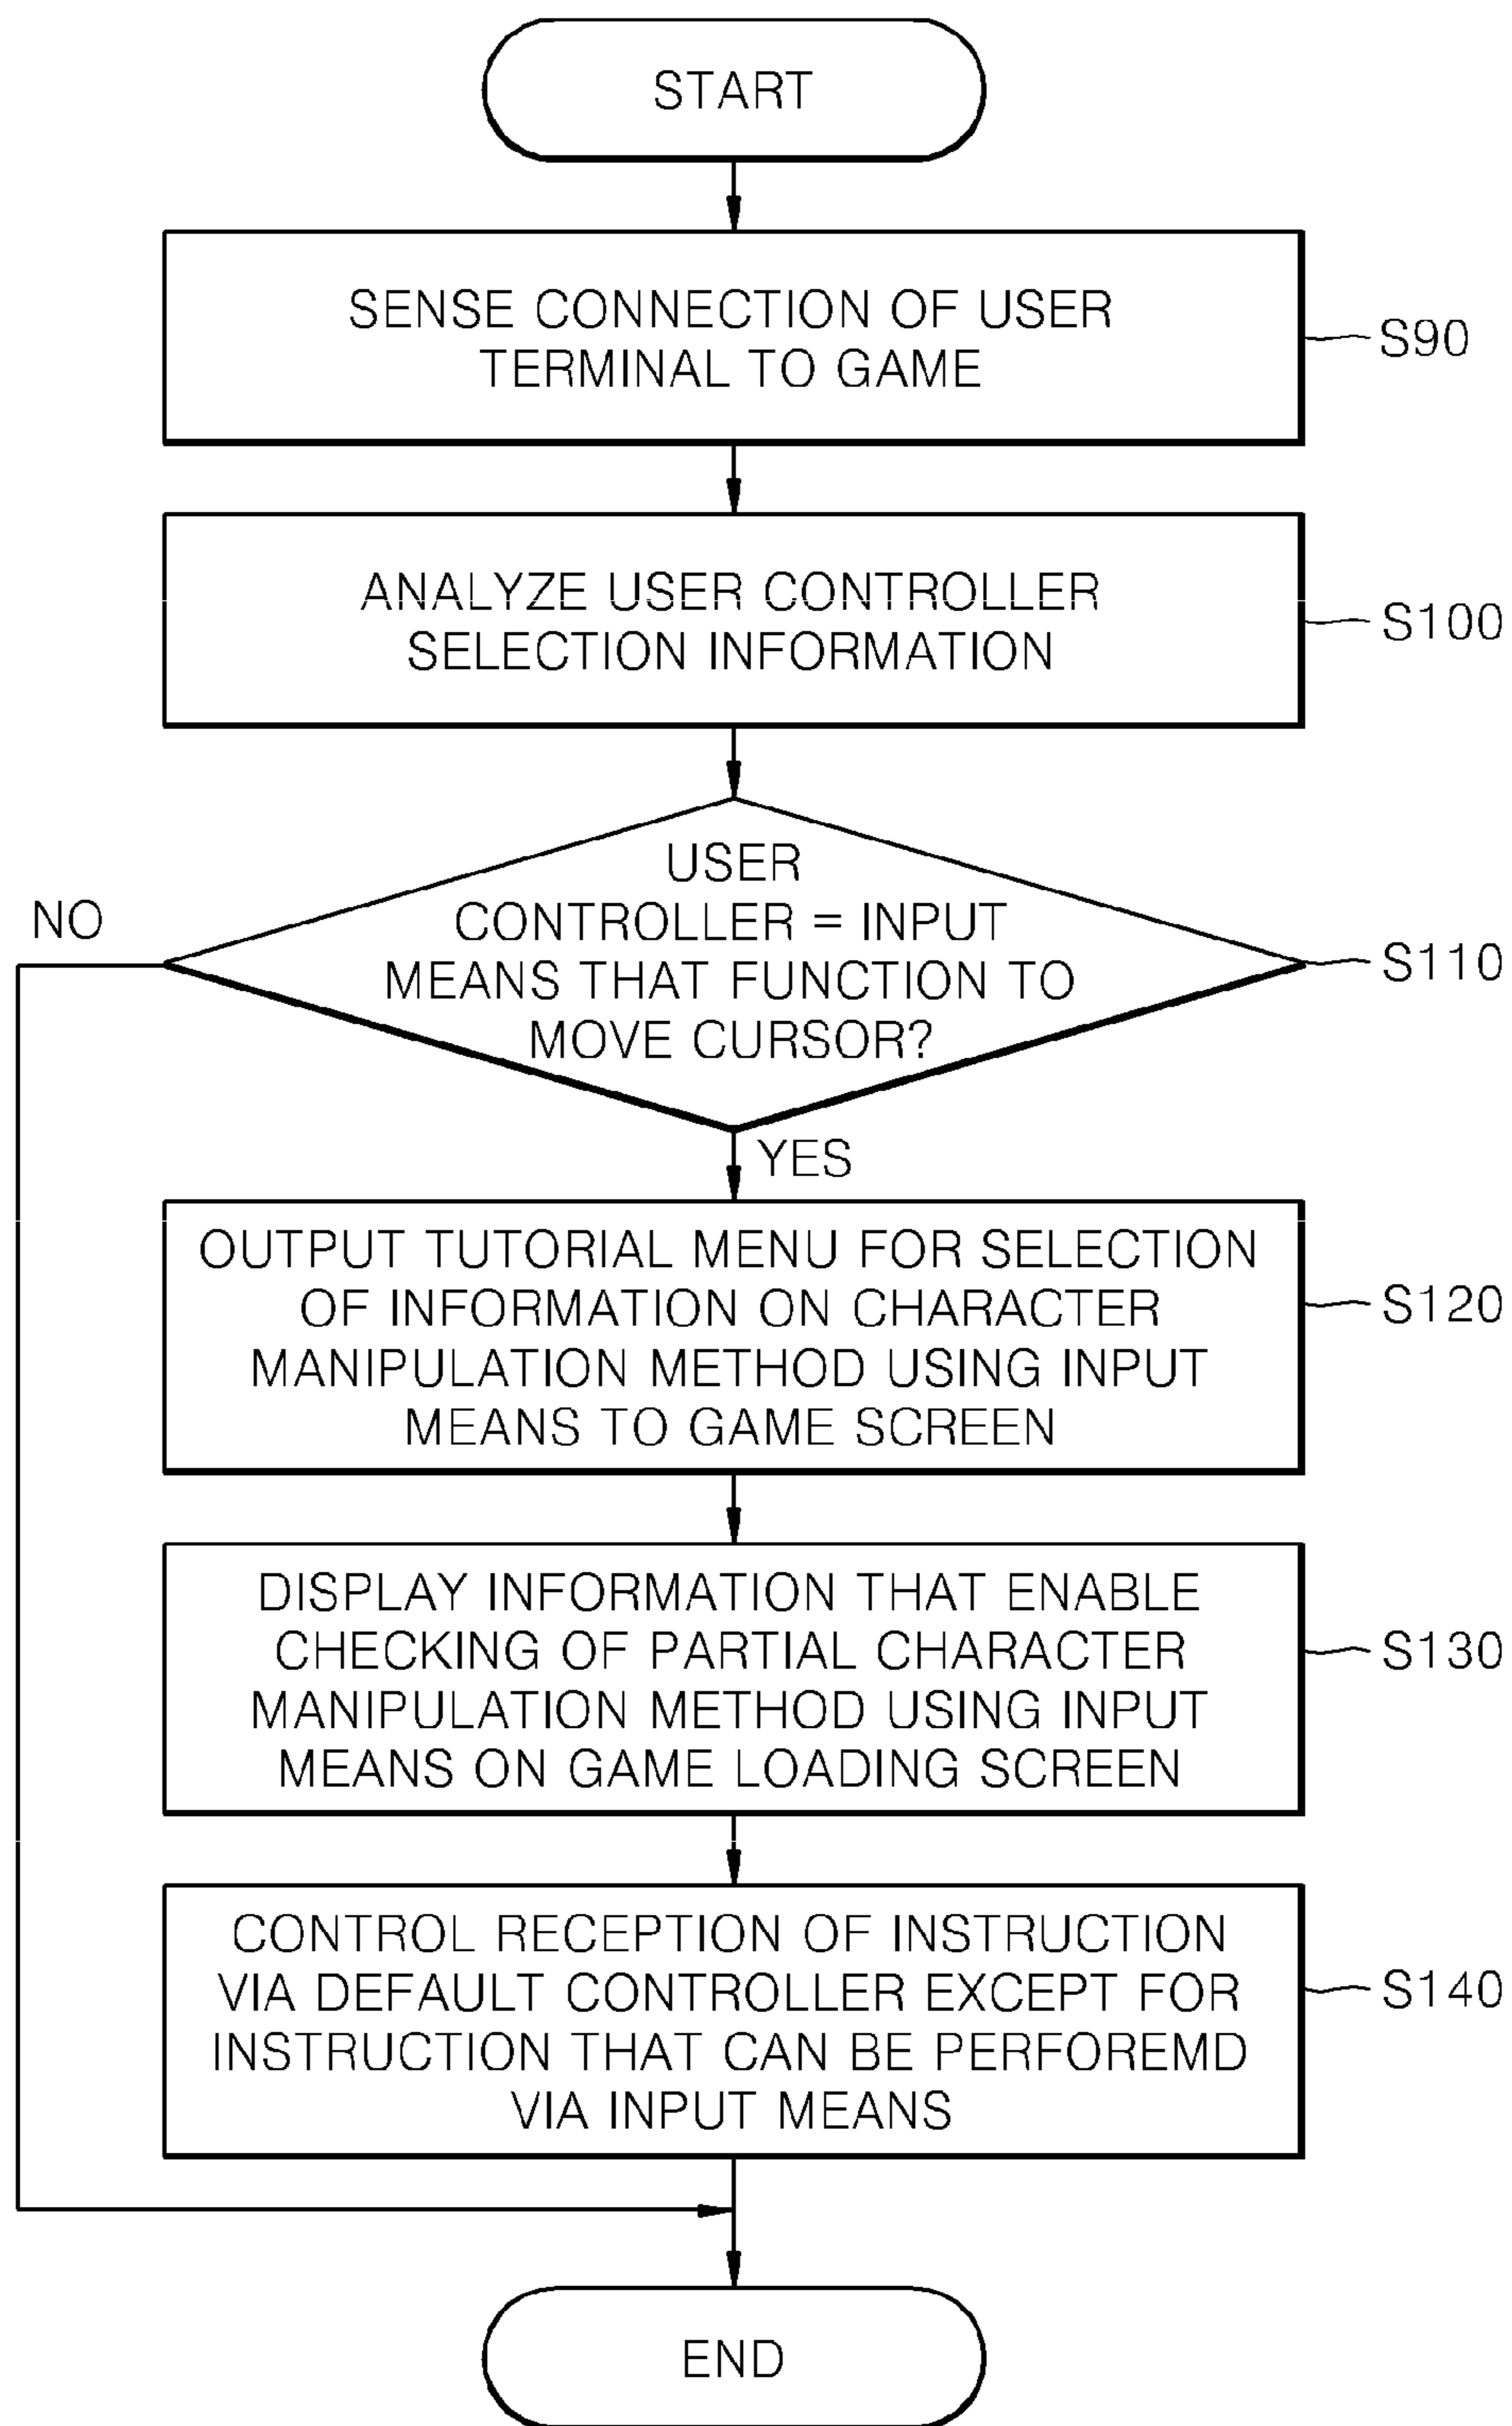 START
SENSE CONNECTION OF USER
TERMINAL TO GAME
S90
ANALYZE USER CONTROLLER
SELECTION INFORMATION
S100
USER
CONTROLLER = INPUT
MEANS THAT FUNCTION TO
MOVE CURSOR?
NO
S110
YES
OUTPUT TUTORIAL MENU FOR SELECTION
OF INFORMATION ON CHARACTER
MANIPULATION METHOD USING INPUT
MEANS TO GAME SCREEN
S120
DISPLAY INFORMATION THAT ENABLE
CHECKING OF PARTIAL CHARACTER
MANIPULATION METHOD USING INPUT
MEANS ON GAME LOADING SCREEN
S130
CONTROL RECEPTION OF INSTRUCTION
VIA DEFAULT CONTROLLER EXCEPT FOR
INSTRUCTION THAT CAN BE PERFOREMD
VIA INPUT MEANS
S140
END